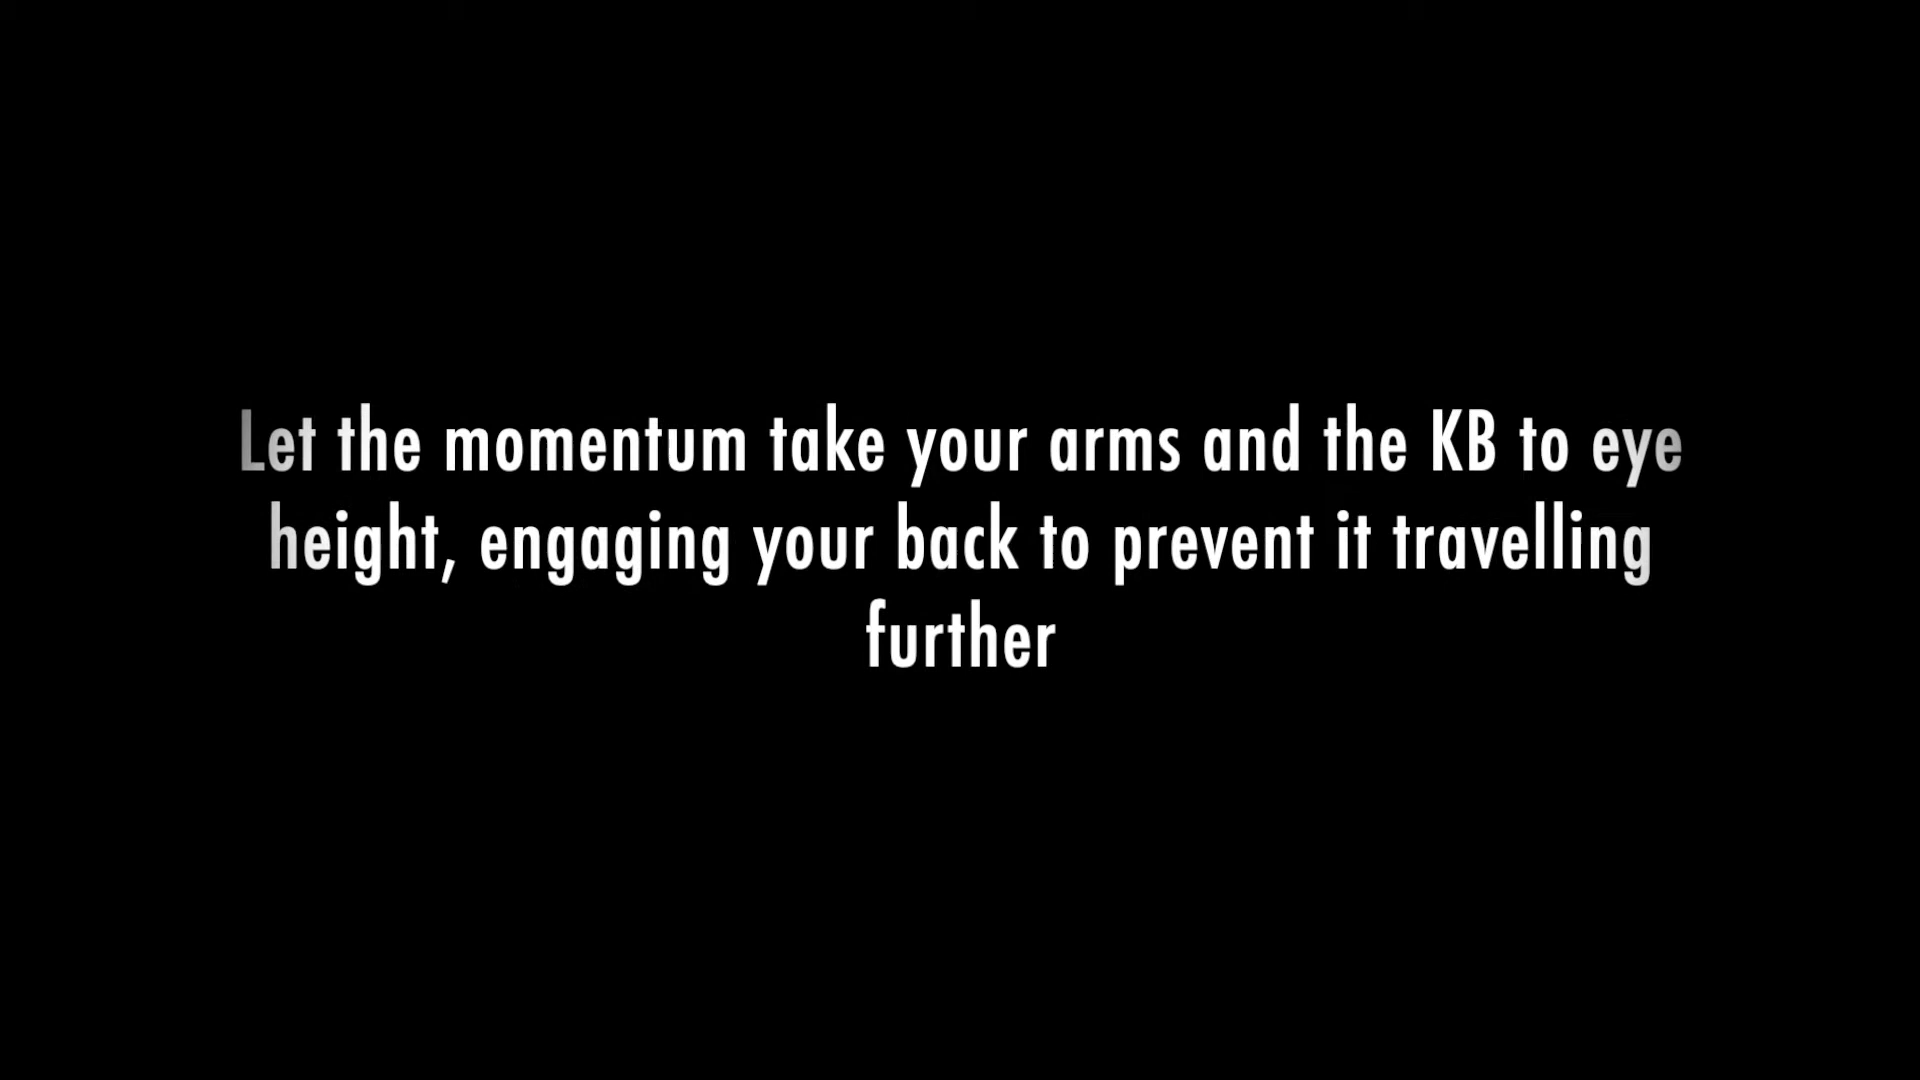 Let the momentum take your arms and the KB to eye
height, engaging your back to prevent it travelling
further